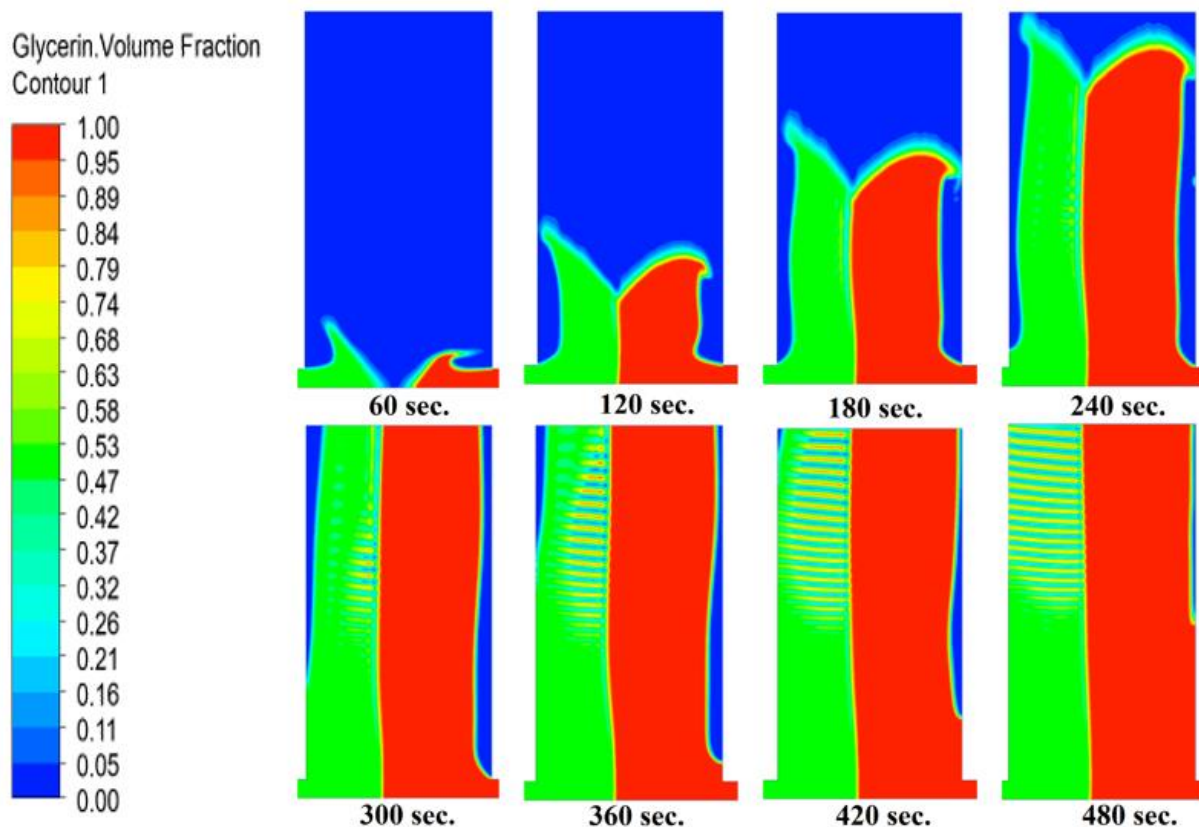 Glycerin.Volume Fraction
Contour 1
1.00
0.95
0.89
0.84
0.79
0.74
0.68
0.63
0.58
0.53
0.47
0.42
0.37
0.32
0.26
0.21
0.16
0.11
0.05
0.00
60 sec.
120 sec.
180 sec.
240 sec.
300 sec.
360 sec.
420 sec.
480 sec.